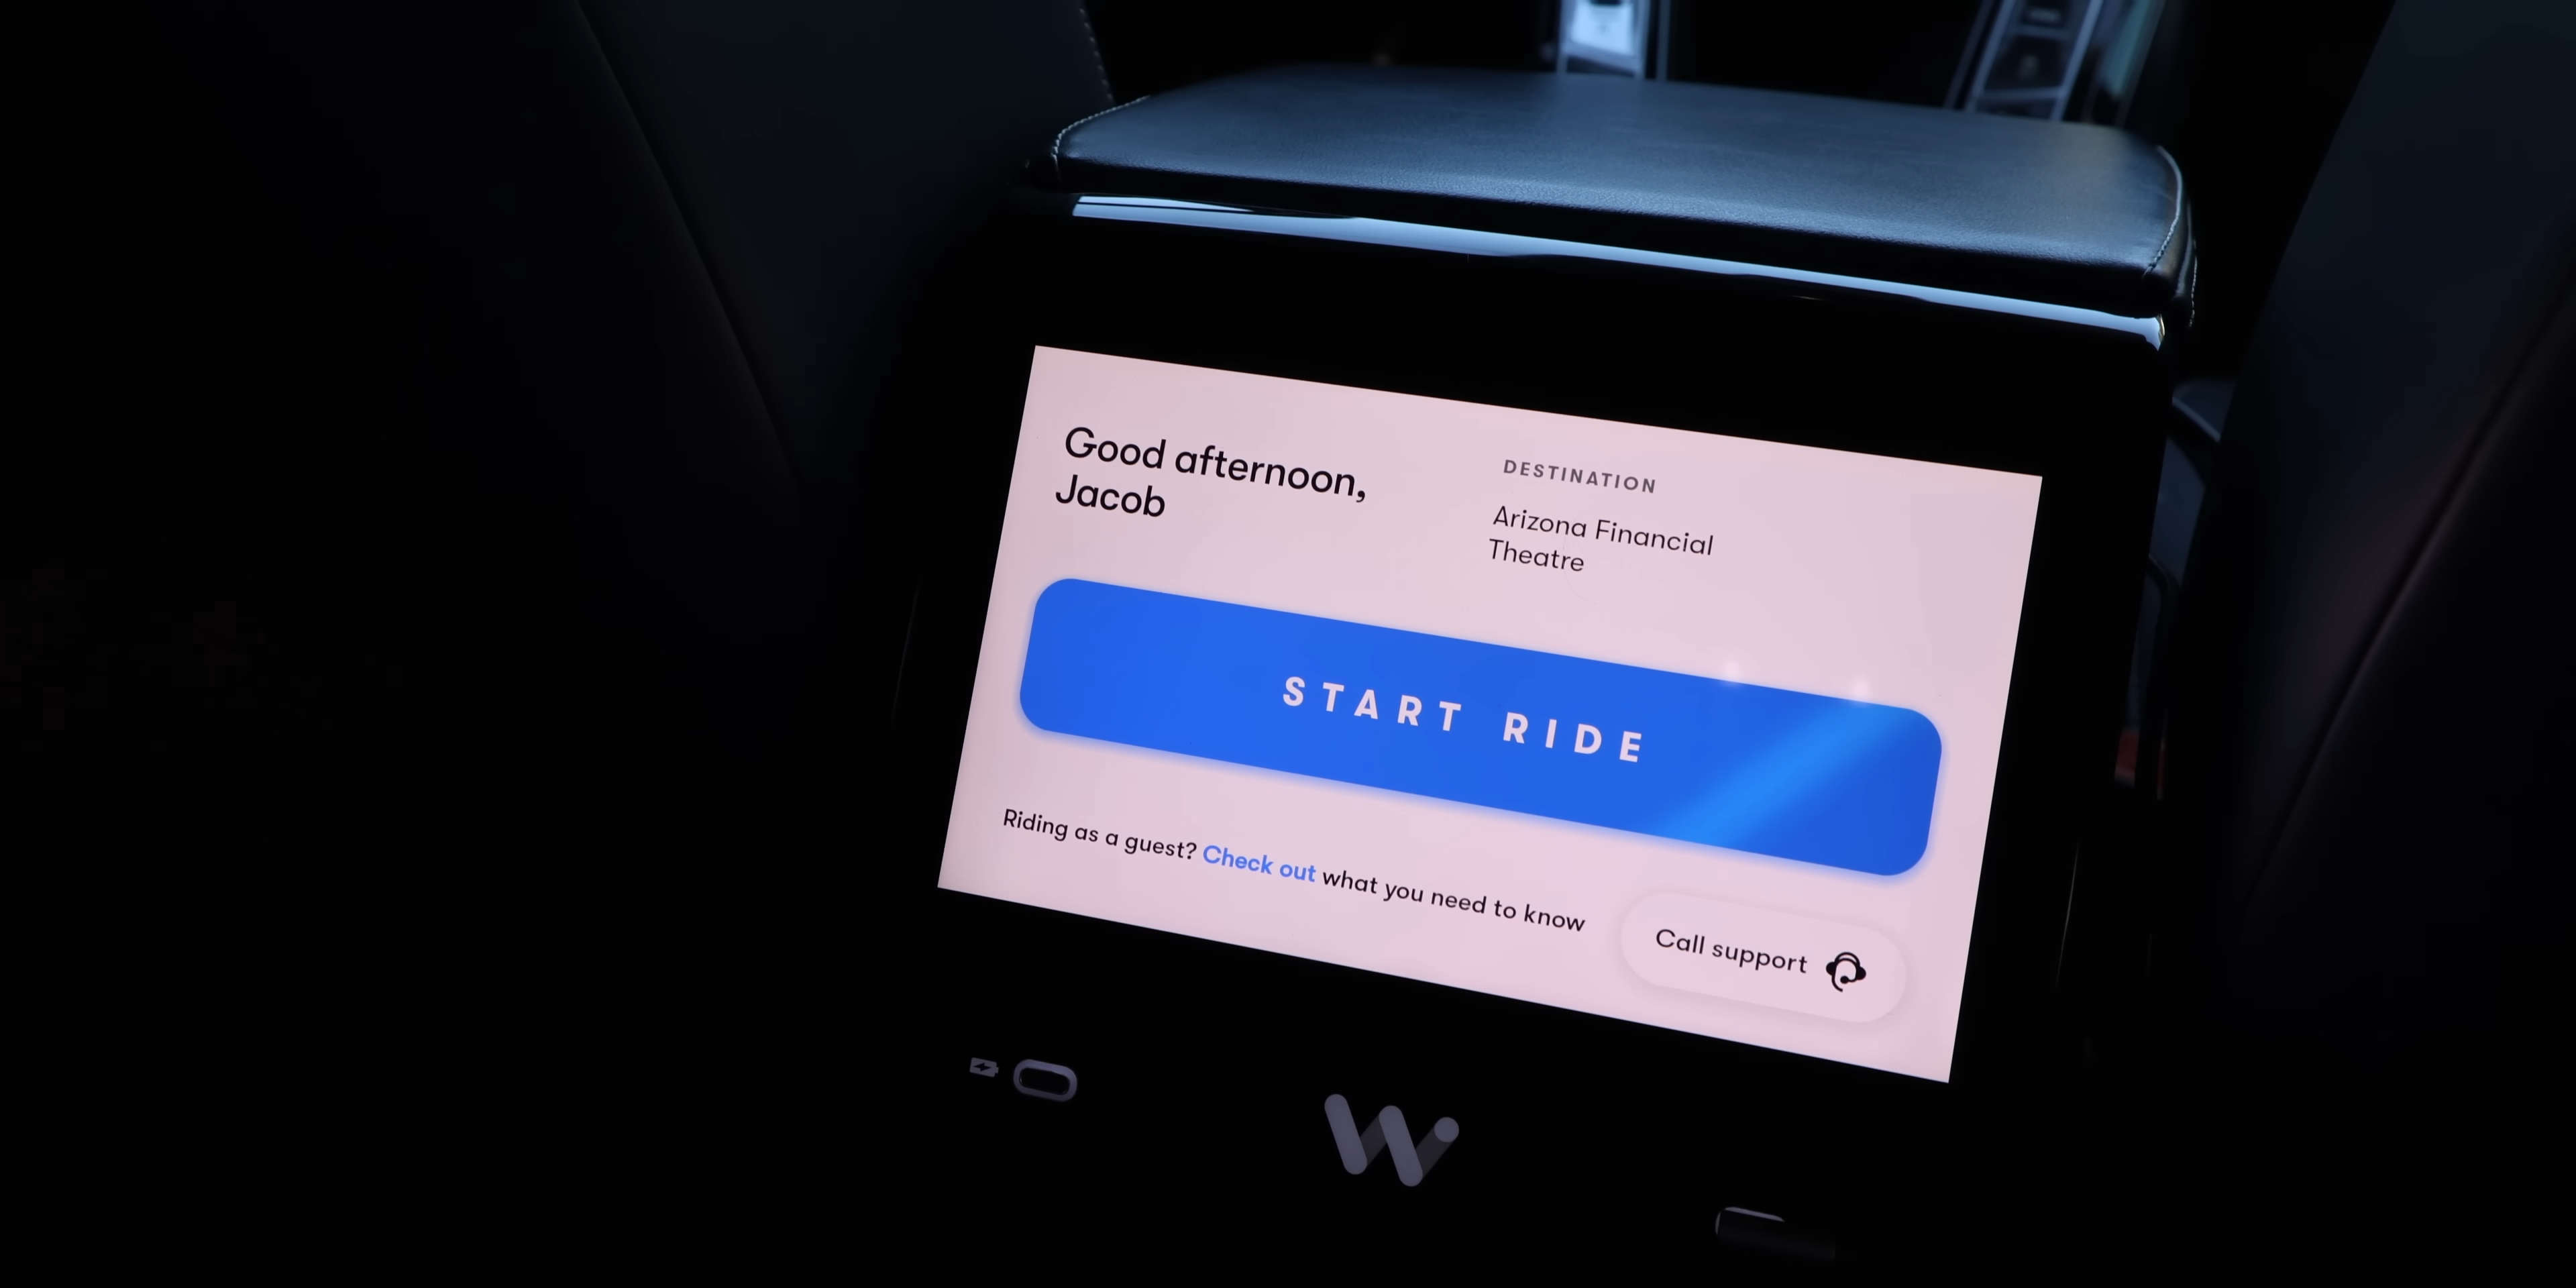 Good afternoon,
Jacob
DESTINATION
Arizona Financial
Theatre
START RIDE
Riding as a guest? Check out what you need to know
Call support